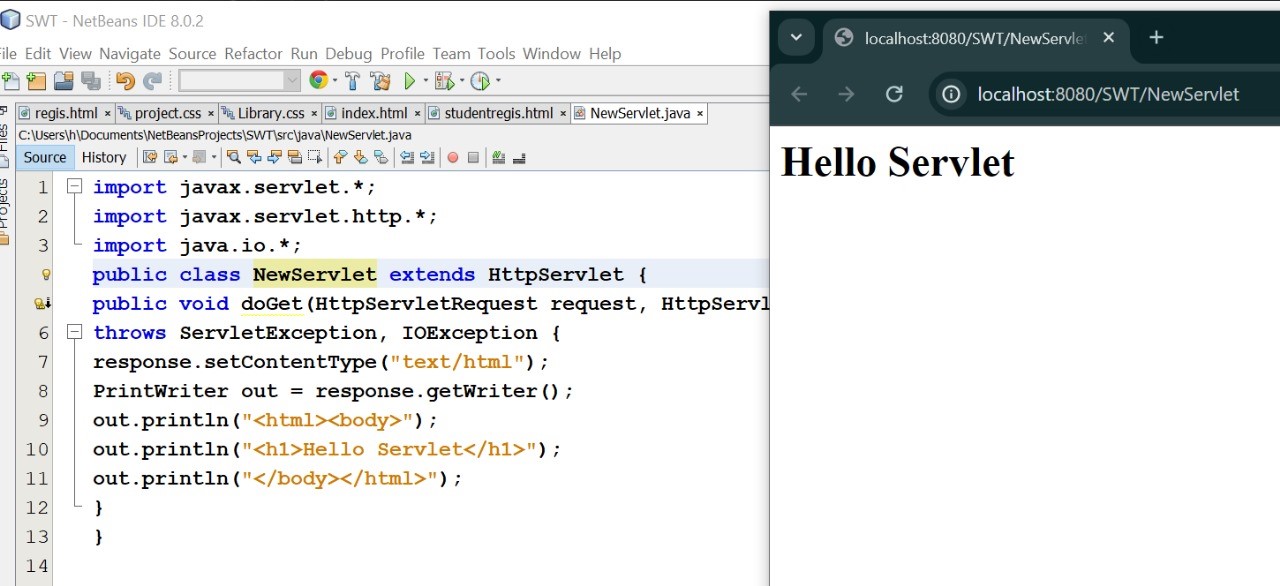 SWT - NetBeans IDE 8.0.2
File Edit View Navigate Source Refactor Run Debug Profile Team Tools Window Help
regis.html × project.css × Library.css × index.html × studentregis.html × NewServlet.java ×
C:\Users\h\Documents\NetBeansProjects\SWT\src\java\NewServlet.java
Source History
Files
Projects
1 import javax.servlet.*;
2 import javax.servlet.http.*;
3 import java.io.*;
public class NewServlet extends HttpServlet {
public void doGet(HttpServletRequest request, HttpServl
6 throws ServletException, IOException {
7 response.setContentType("text/html");
8 PrintWriter out = response.getWriter();
9 out.println("<html><body>");
10 out.println("<h1>Hello Servlet</h1>");
11 out.println("</body></html>");
12 }
13 }
14
localhost:8080/SWT/NewServlet
localhost:8080/SWT/NewServlet
Hello Servlet